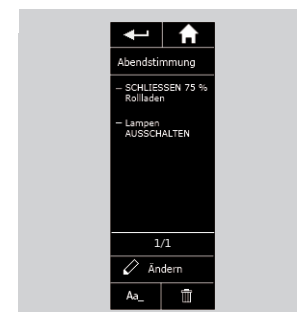 Abendstimmung
– SCHLIESSEN 75 %
Rollladen
– Lampen
AUSSCHALTEN
1/1
Ändern
Aa_